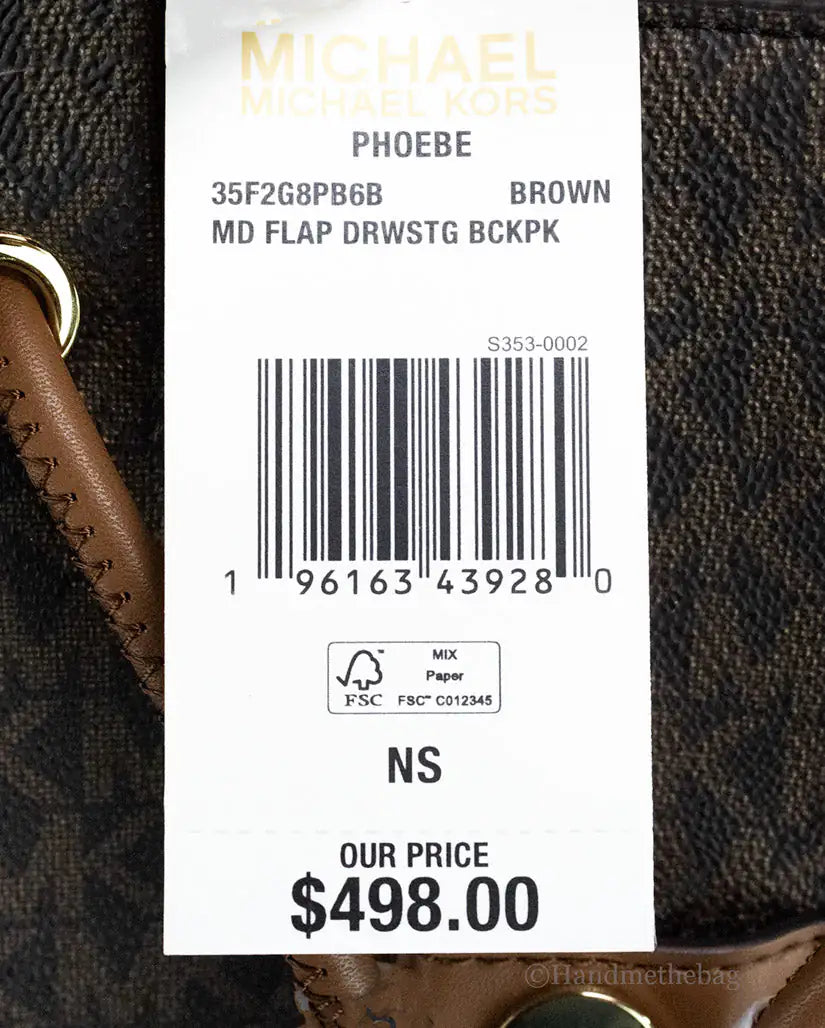 MICHAEL
MICHAEL KORS
PHOEBE
35F2G8PB6B BROWN
MD FLAP DRWSTG BCKPK
S353-0002
1 96163 43928 0
MIX
Paper
FSC™ C012345
FSC
NS
OUR PRICE
$498.00
©Handmethebag